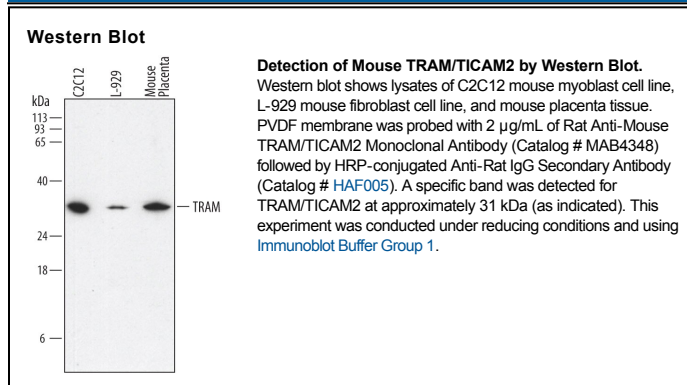 Western Blot
C2C12
L-929
Mouse
Placenta
kDa
113
93
65
40
24
18
6
TRAM
Detection of Mouse TRAM/TICAM2 by Western Blot.
Western blot shows lysates of C2C12 mouse myoblast cell line,
L-929 mouse fibroblast cell line, and mouse placenta tissue.
PVDF membrane was probed with 2 µg/mL of Rat Anti-Mouse
TRAM/TICAM2 Monoclonal Antibody (Catalog # MAB4348)
followed by HRP-conjugated Anti-Rat IgG Secondary Antibody
(Catalog # HAF005). A specific band was detected for
TRAM/TICAM2 at approximately 31 kDa (as indicated). This
experiment was conducted under reducing conditions and using
Immunoblot Buffer Group 1.